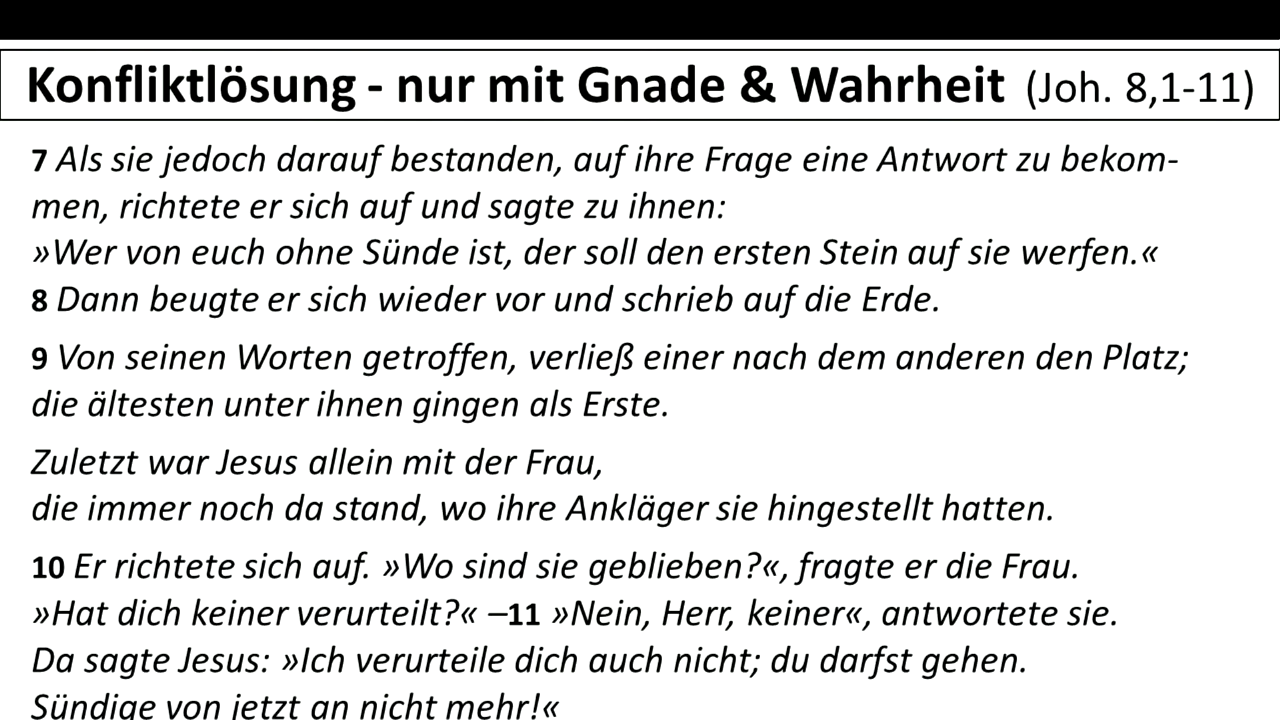 Konfliktlösung - nur mit Gnade & Wahrheit (Joh. 8,1-11)
7 Als sie jedoch darauf bestanden, auf ihre Frage eine Antwort zu bekom-
men, richtete er sich auf und sagte zu ihnen:
»Wer von euch ohne Sünde ist, der soll den ersten Stein auf sie werfen.«
8 Dann beugte er sich wieder vor und schrieb auf die Erde.
9 Von seinen Worten getroffen, verließ einer nach dem anderen den Platz;
die ältesten unter ihnen gingen als Erste.
Zuletzt war Jesus allein mit der Frau,
die immer noch da stand, wo ihre Ankläger sie hingestellt hatten.
10 Er richtete sich auf. »Wo sind sie geblieben?«, fragte er die Frau.
»Hat dich keiner verurteilt?« –11 »Nein, Herr, keiner«, antwortete sie.
Da sagte Jesus: »Ich verurteile dich auch nicht; du darfst gehen.
Sündige von jetzt an nicht mehr!«